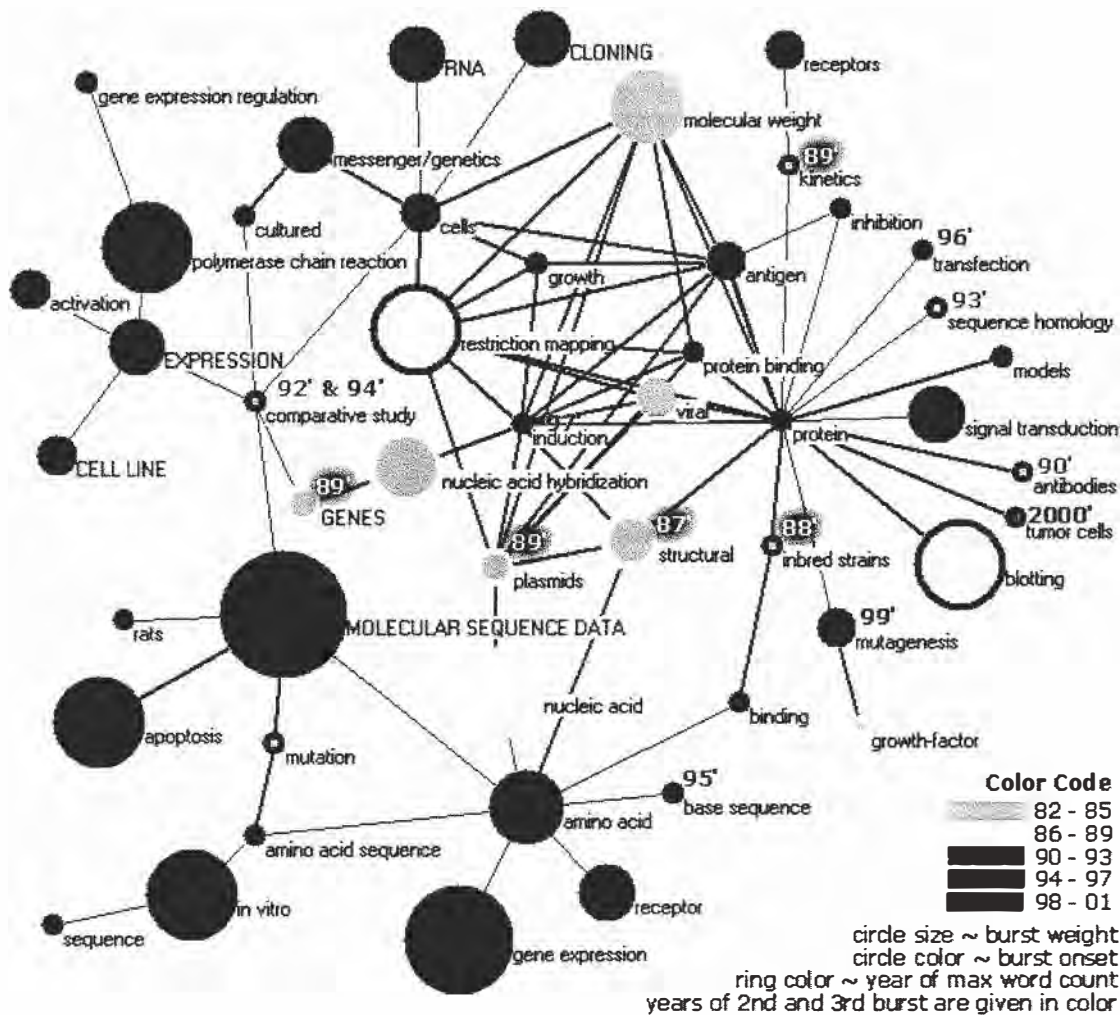 RNA
CLONING
receptors
gene expression regulation
molecular weight
messenger/genetics
89'
kinetics
cultured
cells
inhibition
polymerase chain reaction
96'
transfection
activation
growth
antigen
93'
sequence homology
restriction mapping
EXPRESSION
protein binding
models
92' & 94'
comparative study
viral
97'
induction
protein
signal transduction
CELL LINE
nucleic acid hybridization
89'
GENES
90'
antibodies
87'
structural
88'
inbred strains
2000'
tumor cells
89'
plasmids
blotting
rats
MOLECULAR SEQUENCE DATA
99'
mutagenesis
nucleic acid
binding
apoptosis
mutation
growth-factor
95'
base sequence
amino acid
amino acid sequence
in vitro
receptor
sequence
gene expression
Color Code
82 - 85
86 - 89
90 - 93
94 - 97
98 - 01
circle size ~ burst weight
circle color ~ burst onset
ring color ~ year of max word count
years of 2nd and 3rd burst are given in color